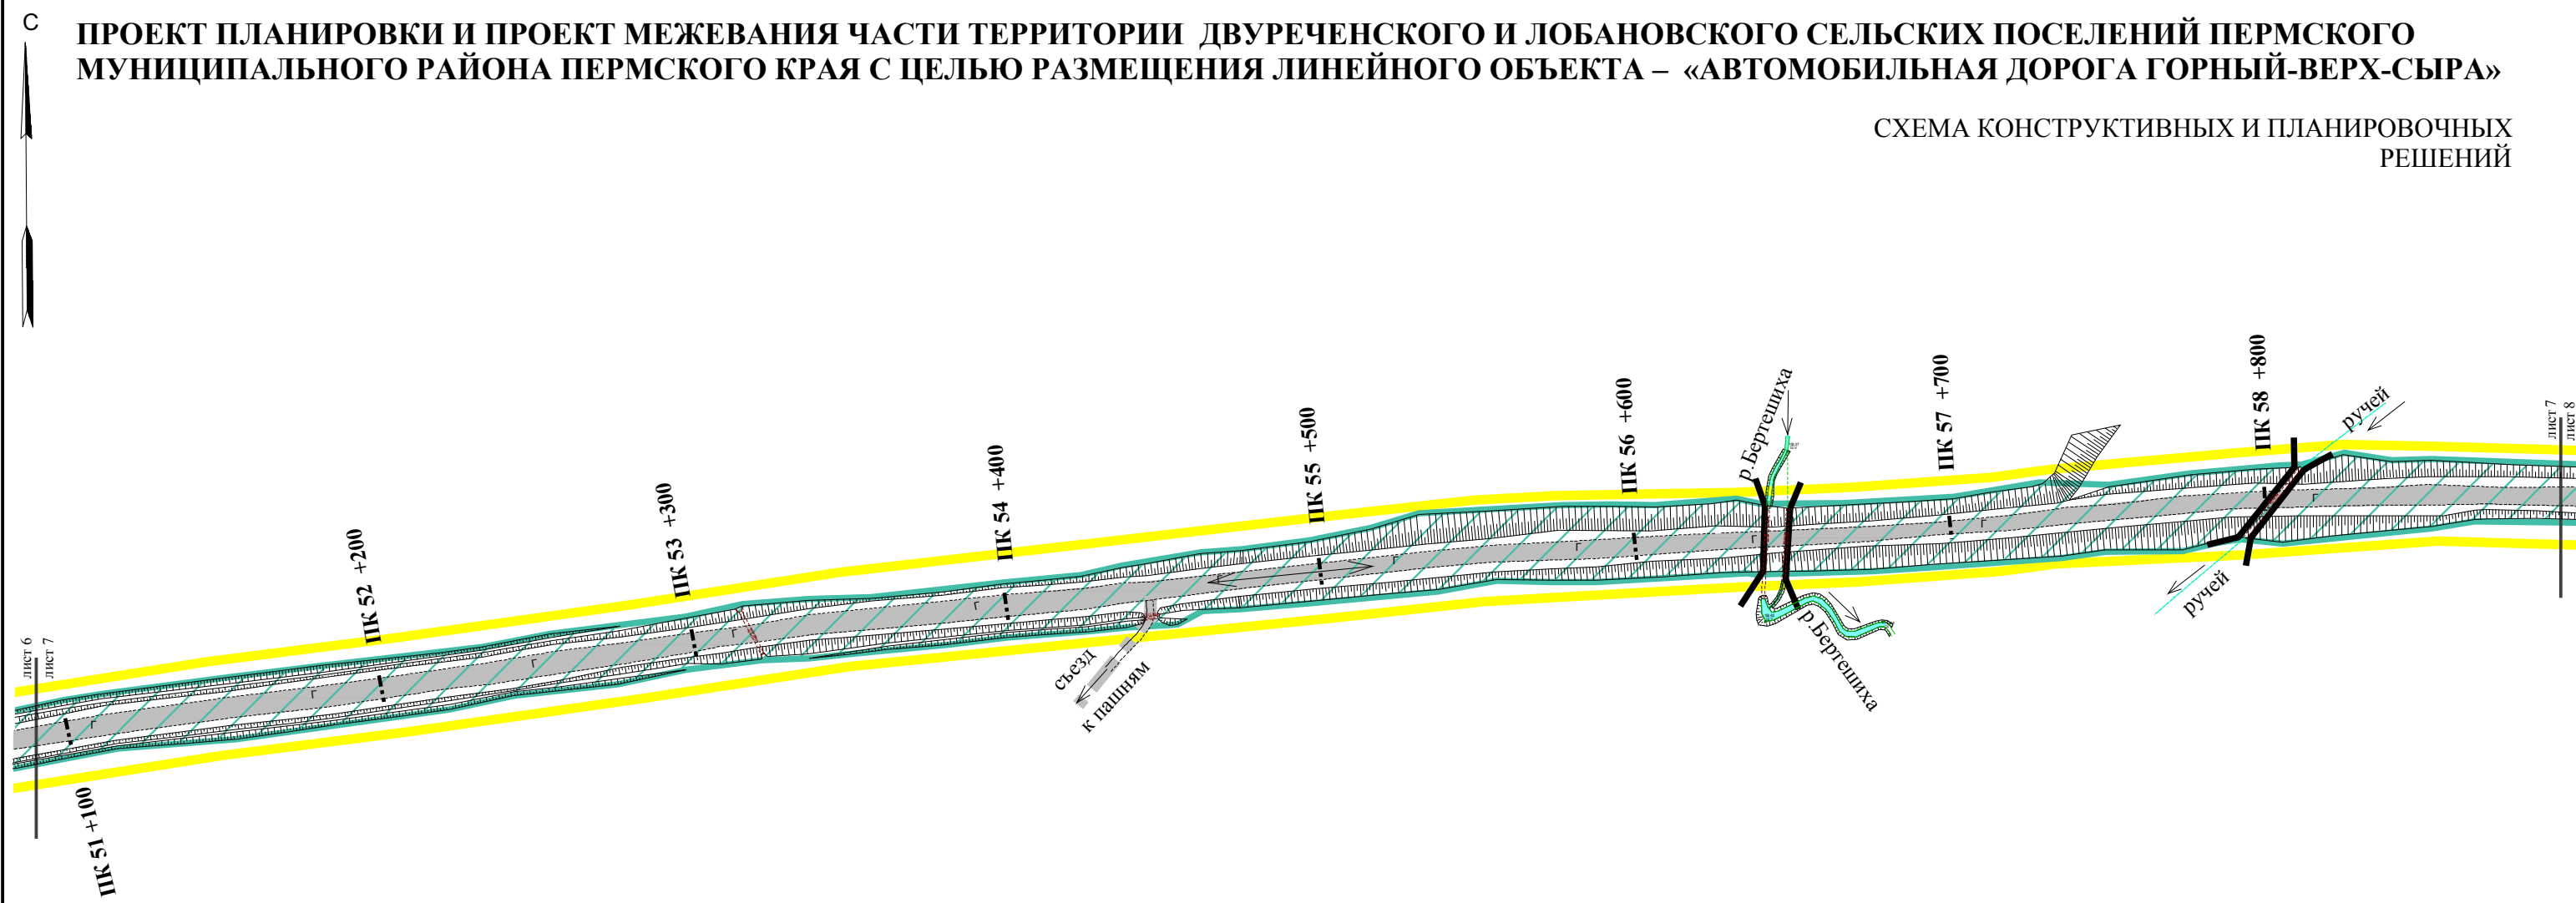 С
ПРОЕКТ ПЛАНИРОВКИ И ПРОЕКТ МЕЖЕВАНИЯ ЧАСТИ ТЕРРИТОРИИ ДВУРЕЧЕНСКОГО И ЛОБАНОВСКОГО СЕЛЬСКИХ ПОСЕЛЕНИЙ ПЕРМСКОГО
МУНИЦИПАЛЬНОГО РАЙОНА ПЕРМСКОГО КРАЯ С ЦЕЛЬЮ РАЗМЕЩЕНИЯ ЛИНЕЙНОГО ОБЪЕКТА – «АВТОМОБИЛЬНАЯ ДОРОГА ГОРНЫЙ-ВЕРХ-СЫРА»
СХЕМА КОНСТРУКТИВНЫХ И ПЛАНИРОВОЧНЫХ
РЕШЕНИЙ
лист 6
лист 7
ПК 51 +100
Г
Г
ПК 52 +200
Г
ПК 53 +300
Г
Г
ПК 54 +400
съезд
к пашням
Г
ПК 55 +500
Г
Г
ПК 56 +600
Г
р.Бертешиха
р.Бертешиха
ПК 57 +700
Г
ПК 58 +800
Г
ручей
ручей
лист 7
лист 8